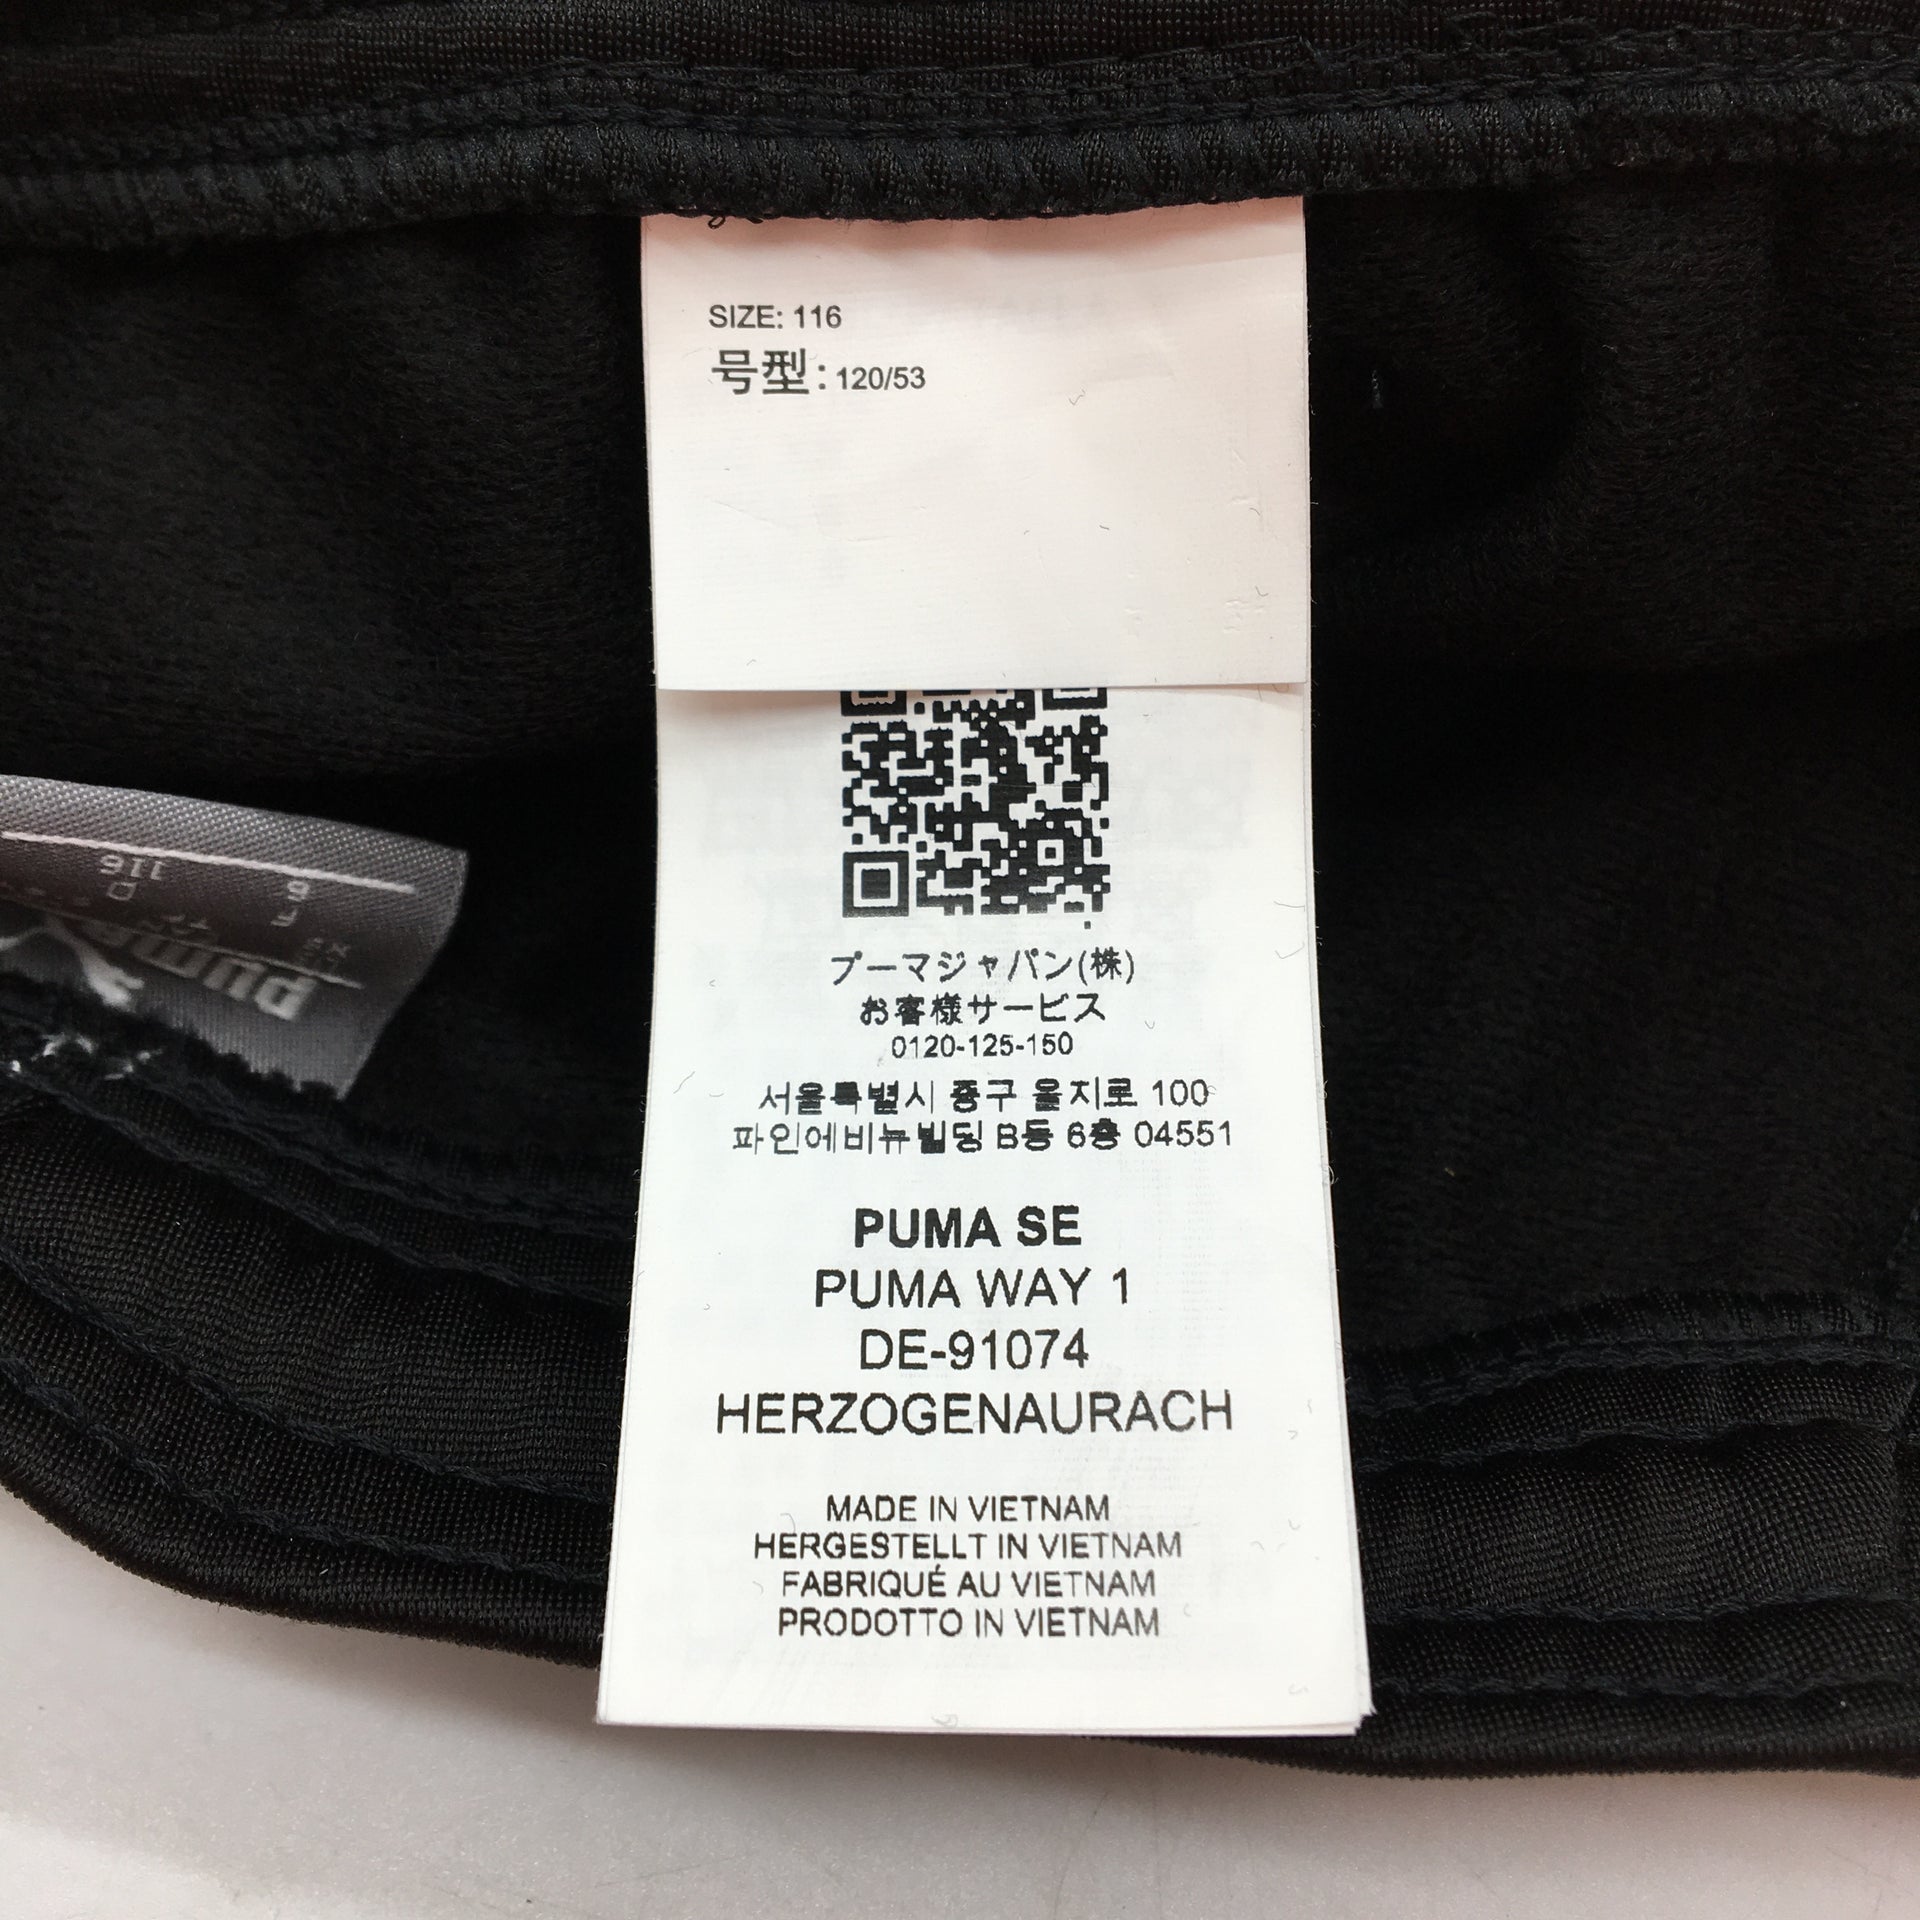 SIZE: 116
号型: 120/53
プーマジャパン(株)
お客様サービス
0120-125-150
서울특별시 중구 을지로 100
파인에비뉴빌딩 B동 6층 04551
PUMA SE
PUMA WAY 1
DE-91074
HERZOGENAURACH
MADE IN VIETNAM
HERGESTELLT IN VIETNAM
FABRIQUÉ AU VIETNAM
PRODOTTO IN VIETNAM
puma
116